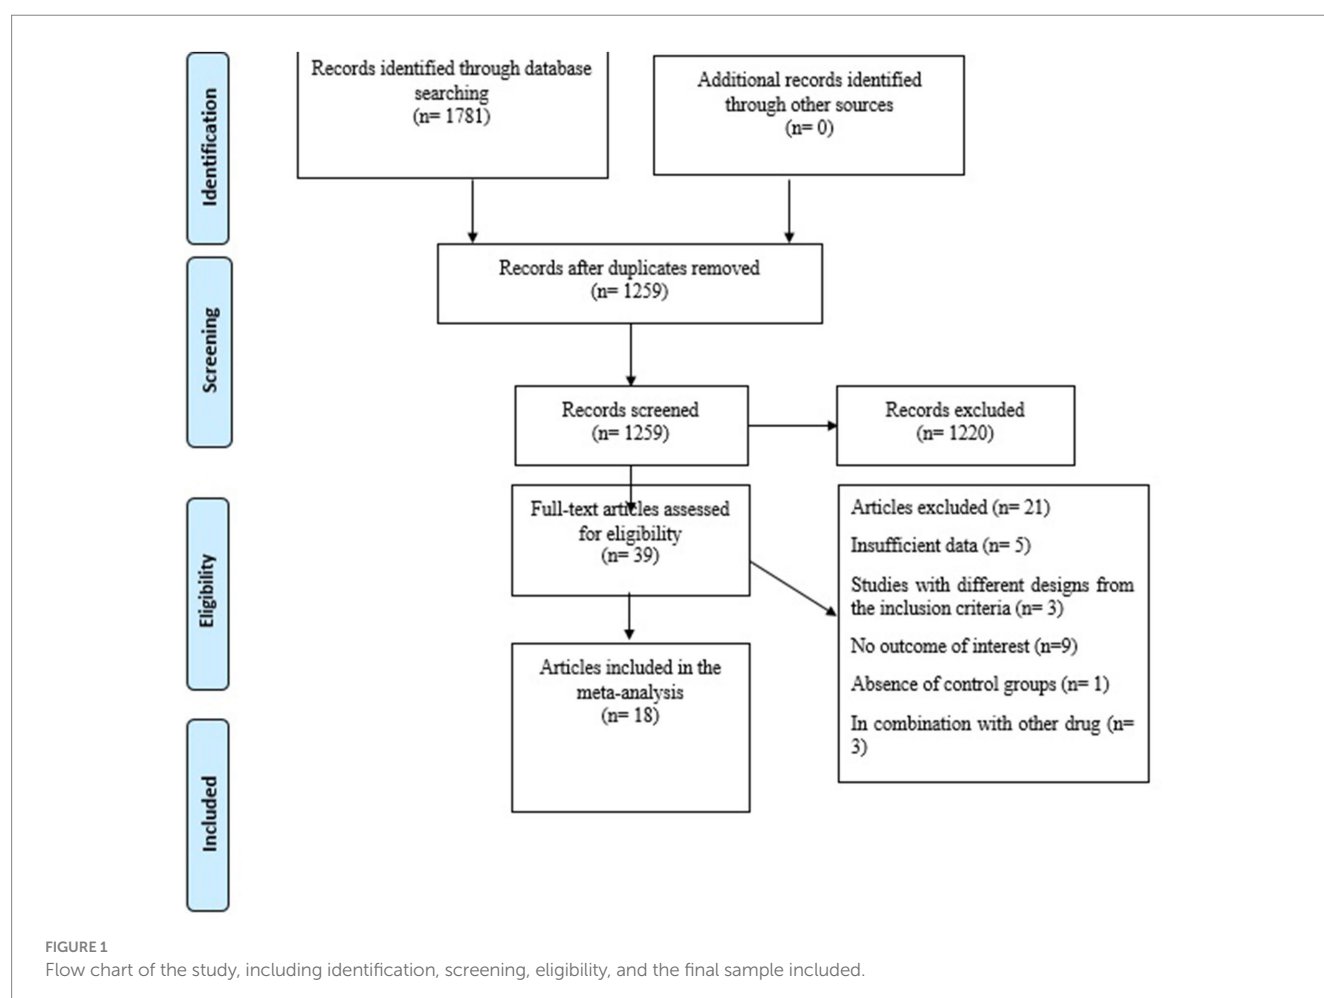 Identification
Records identified through database
searching
(n= 1781)
Additional records identified
through other sources
(n= 0)
Records after duplicates removed
(n= 1259)
Screening
Records screened
(n= 1259)
Records excluded
(n= 1220)
Eligibility
Full-text articles assessed
for eligibility
(n= 39)
Articles excluded (n= 21)
Insufficient data (n= 5)
Studies with different designs from
the inclusion criteria (n= 3)
No outcome of interest (n=9)
Absence of control groups (n= 1)
In combination with other drug (n=
3)
Included
Articles included in the
meta-analysis
(n= 18)
FIGURE 1
Flow chart of the study, including identification, screening, eligibility, and the final sample included.